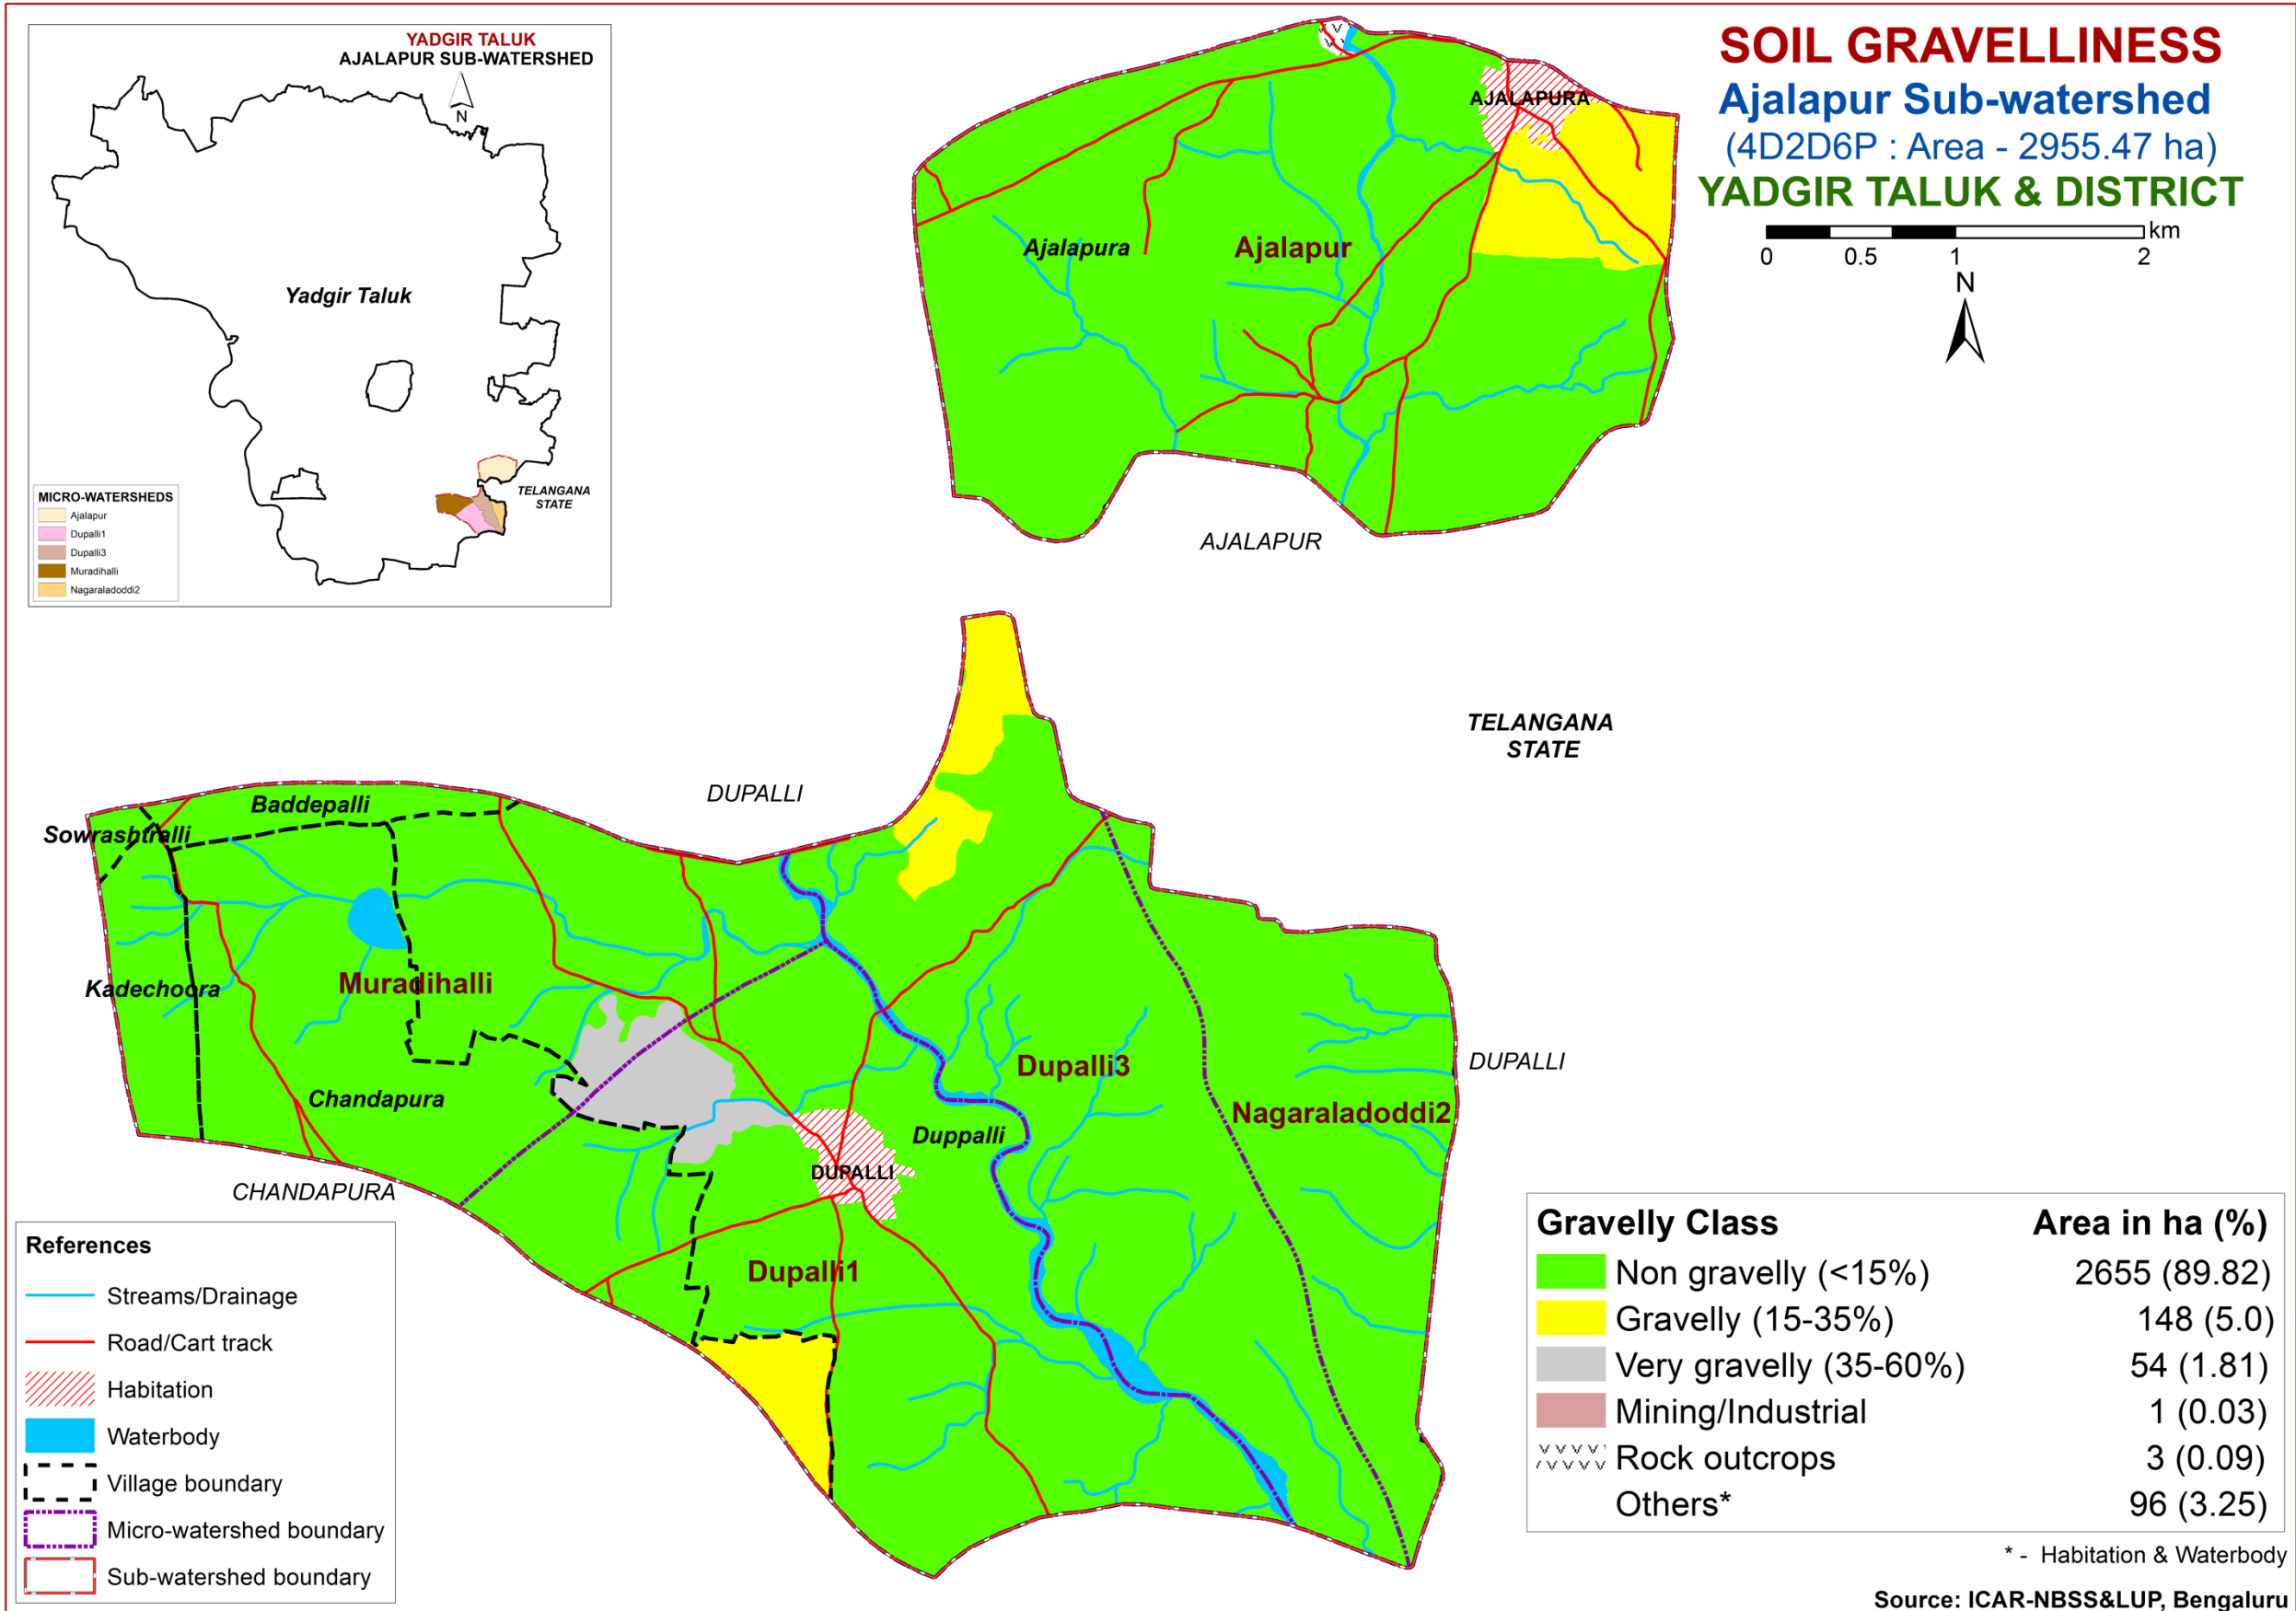 YADGIR TALUK
AJALAPUR SUB-WATERSHED
N
Yadgir Taluk
TELANGANA
STATE
MICRO-WATERSHEDS
Ajalapur
Dupalli1
Dupalli3
Muradihalli
Nagaraladoddi2
SOIL GRAVELLINESS
Ajalapur Sub-watershed
(4D2D6P : Area - 2955.47 ha)
YADGIR TALUK & DISTRICT
km
0 0.5 1 2
N
AJALAPURA
Ajalapura
Ajalapur
AJALAPUR
TELANGANA
STATE
DUPALLI
Baddepalli
Sowrashtralli
Kadechoora
Muradihalli
Chandapura
CHANDAPURA
Dupalli3
DUPALLI
Nagaraladoddi2
Duppalli
DUPALLI
Dupalli1
References
Streams/Drainage
Road/Cart track
Habitation
Waterbody
Village boundary
Micro-watershed boundary
Sub-watershed boundary
Gravelly Class Area in ha (%)
Non gravelly (<15%) 2655 (89.82)
Gravelly (15-35%) 148 (5.0)
Very gravelly (35-60%) 54 (1.81)
Mining/Industrial 1 (0.03)
Rock outcrops 3 (0.09)
Others* 96 (3.25)
* - Habitation & Waterbody
Source: ICAR-NBSS&LUP, Bengaluru